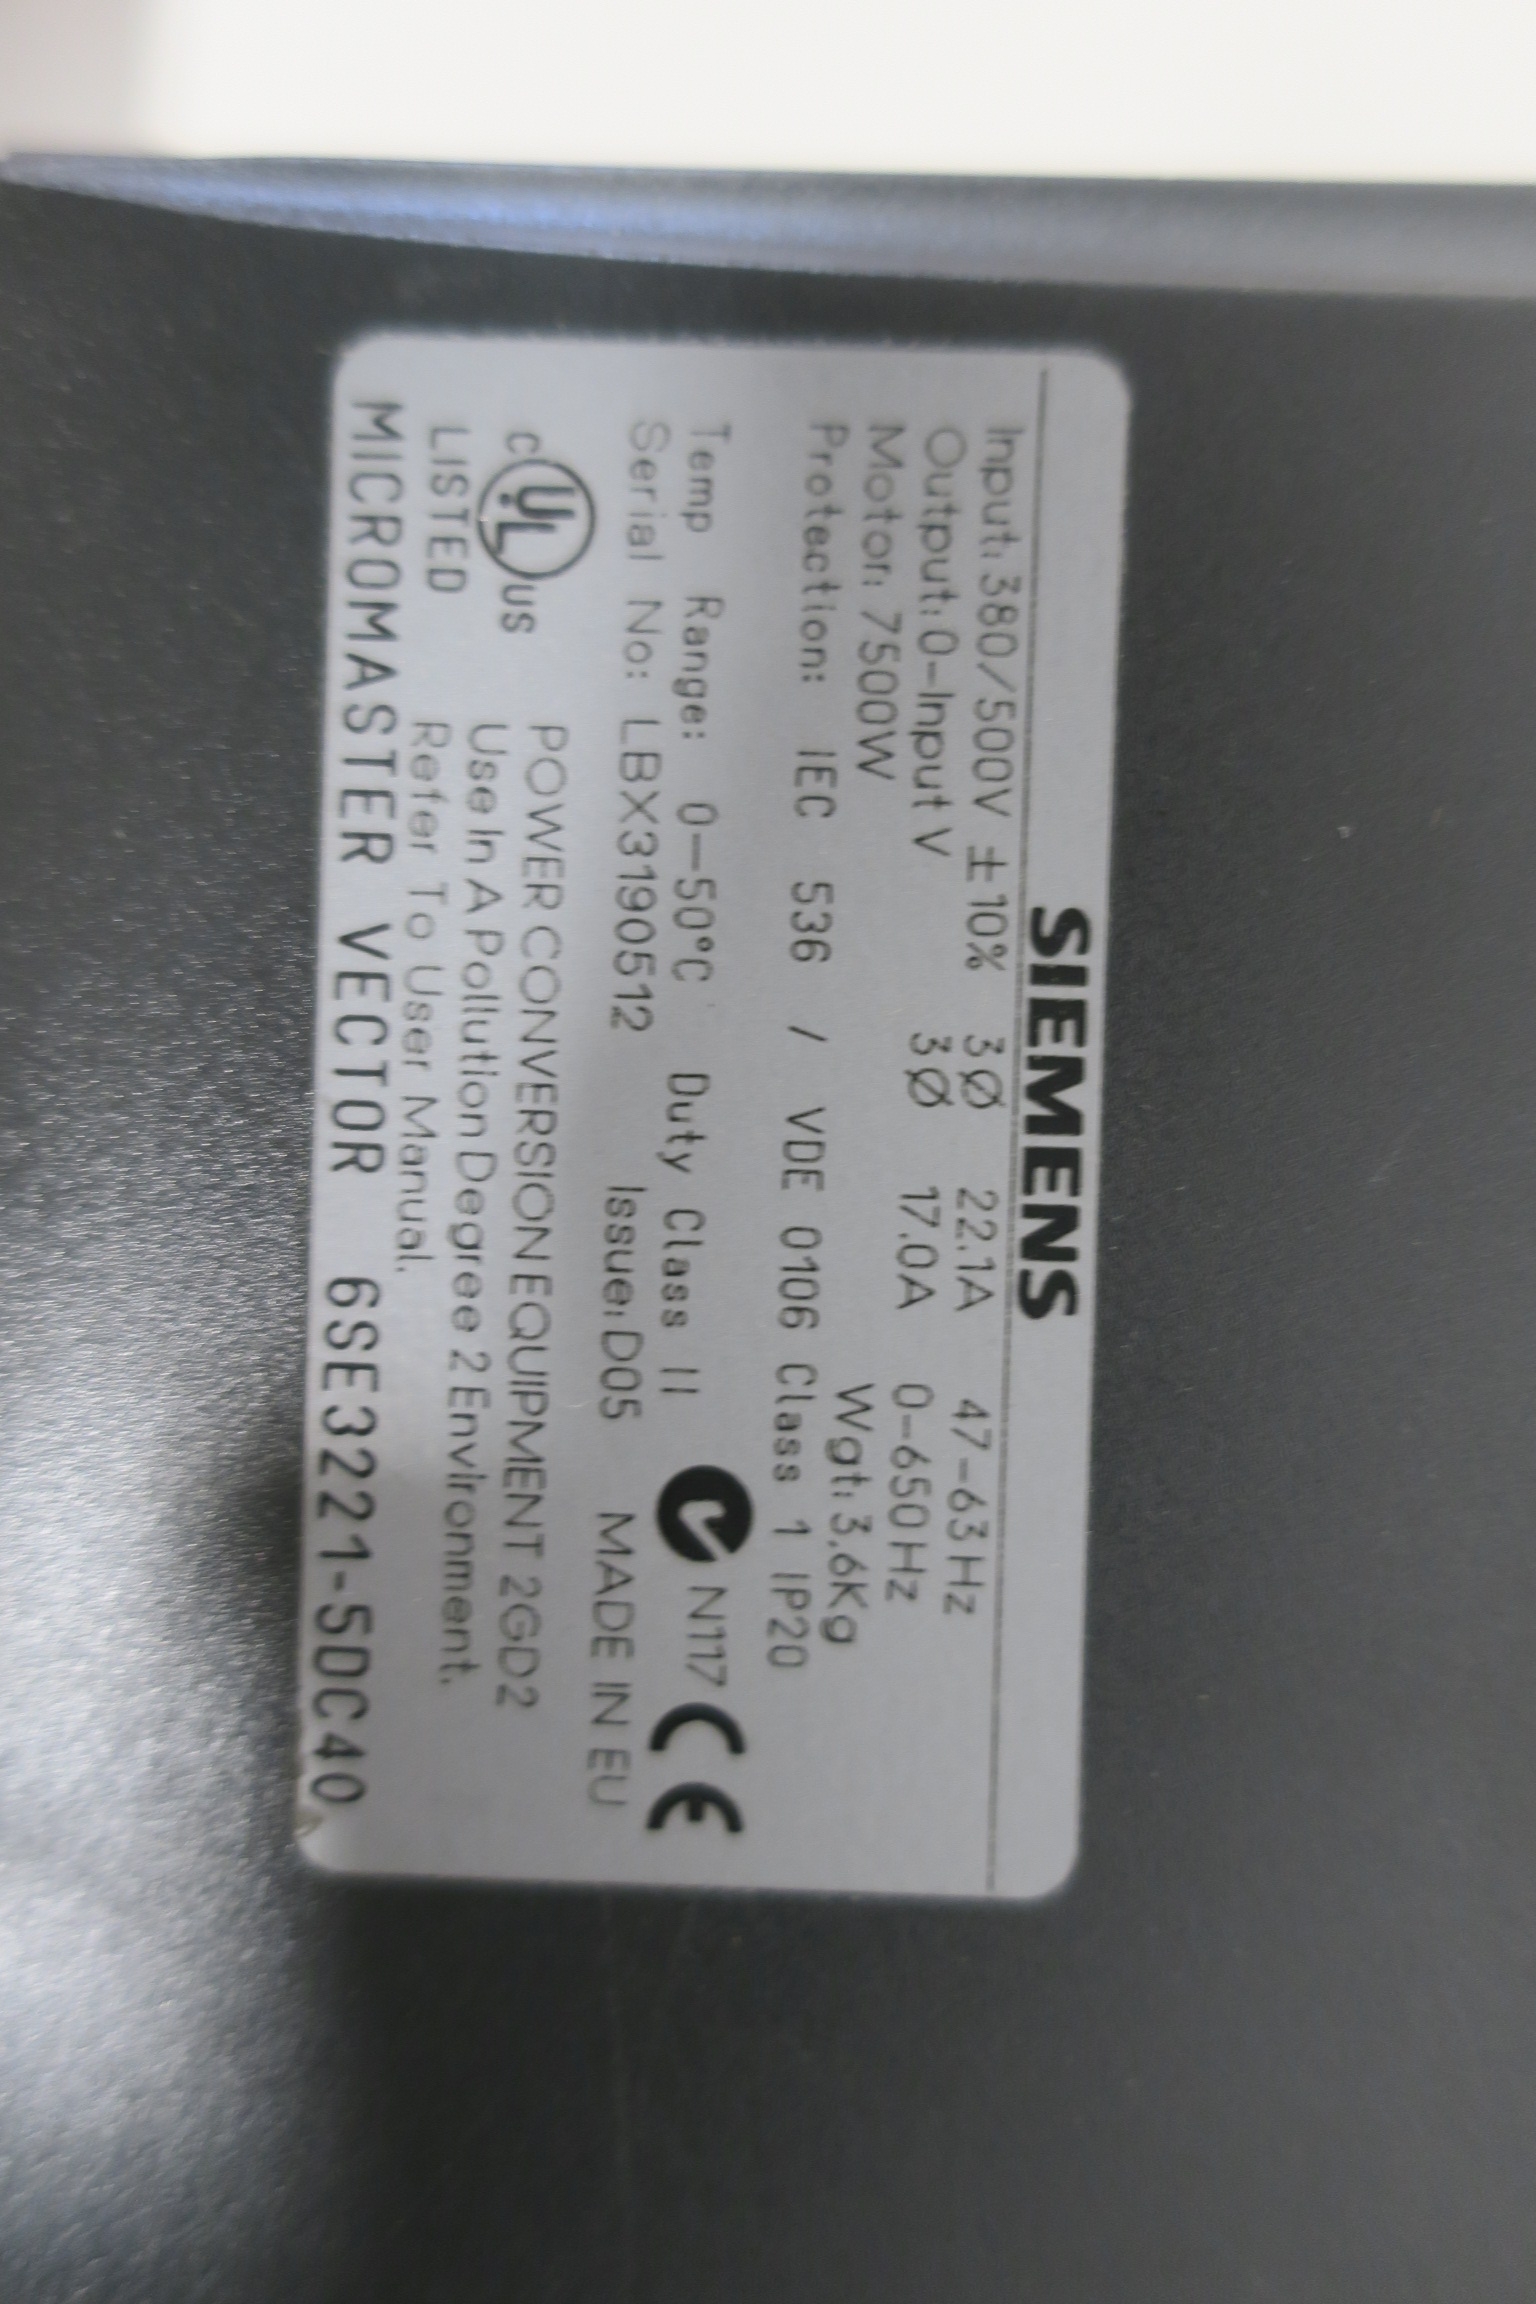 SIEMENS
Input: 380/500V ±10% 3Ø 22.1A 47-63Hz
Output: 0-Input V 3Ø 17.0A 0-650Hz
Motor: 7500W Wgt: 3.6Kg
Protection: IEC 536 / VDE 0106 Class 1 IP20
Temp Range: 0—50°C Duty Class II N117 CE
Serial No: LBX3190512 Issue: D05 MADE IN EU
c UL US POWER CONVERSION EQUIPMENT 2GD2
Use In A Pollution Degree 2 Environment.
LISTED Refer To User Manual.
MICROMASTER VECTOR 6SE3221-5DC40